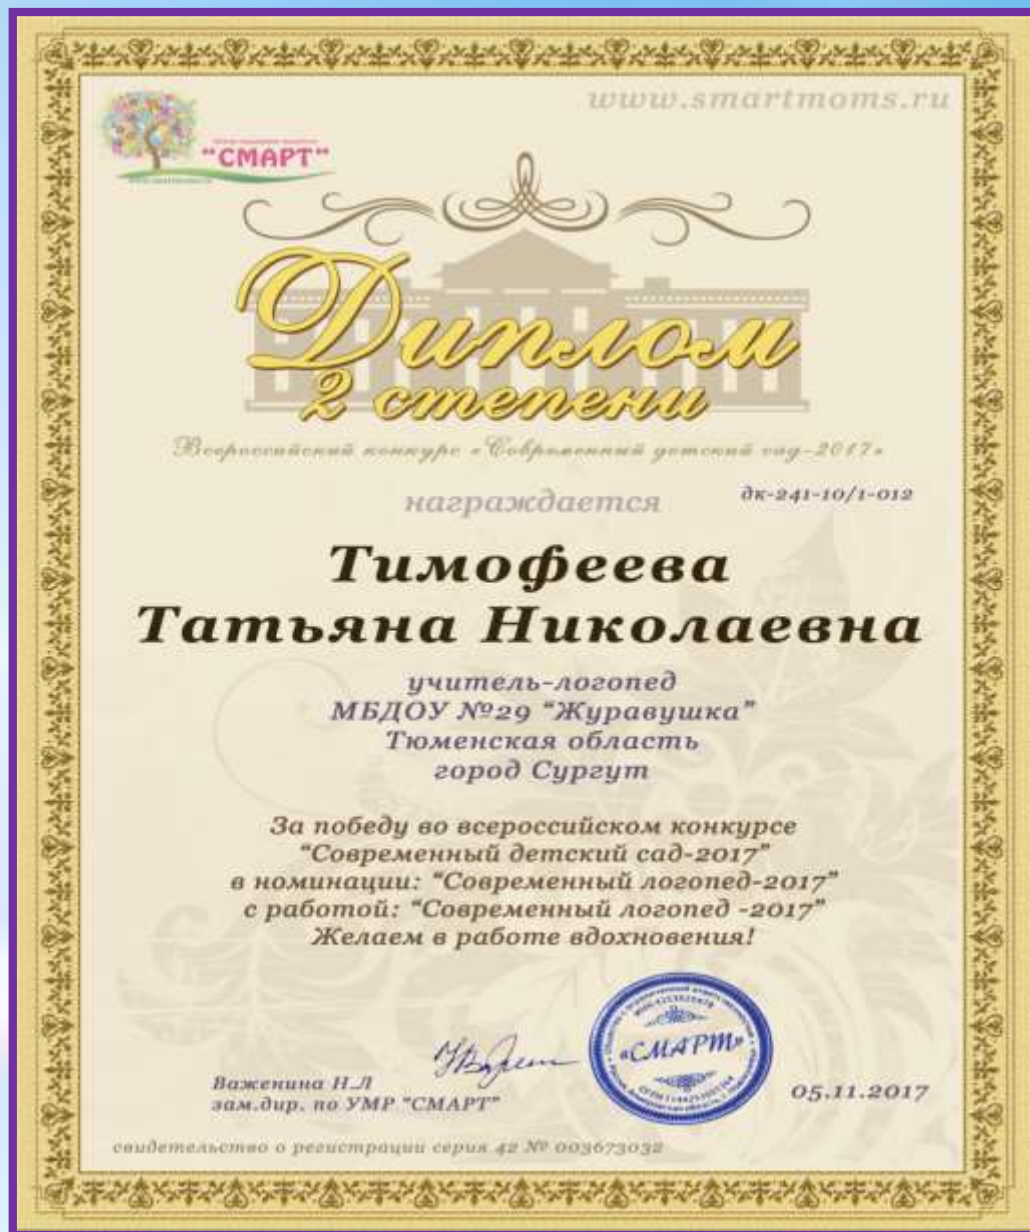 www.smartmoms.ru
"СМАРТ"
Диплом
2 степени
Всероссийский конкурс «Современный детский сад-2017»
награждается
дк-241-10/1-012
Тимофеева
Татьяна Николаевна
учитель-логопед
МБДОУ №29 "Журавушка"
Тюменская область
город Сургут
За победу во всероссийском конкурсе
"Современный детский сад-2017"
в номинации: "Современный логопед-2017"
с работой: "Современный логопед -2017"
Желаем в работе вдохновения!
«СМАРТ»
Важенина Н.Л
зам.дир. по УМР "СМАРТ"
05.11.2017
свидетельство о регистрации серия 42 № 003673032